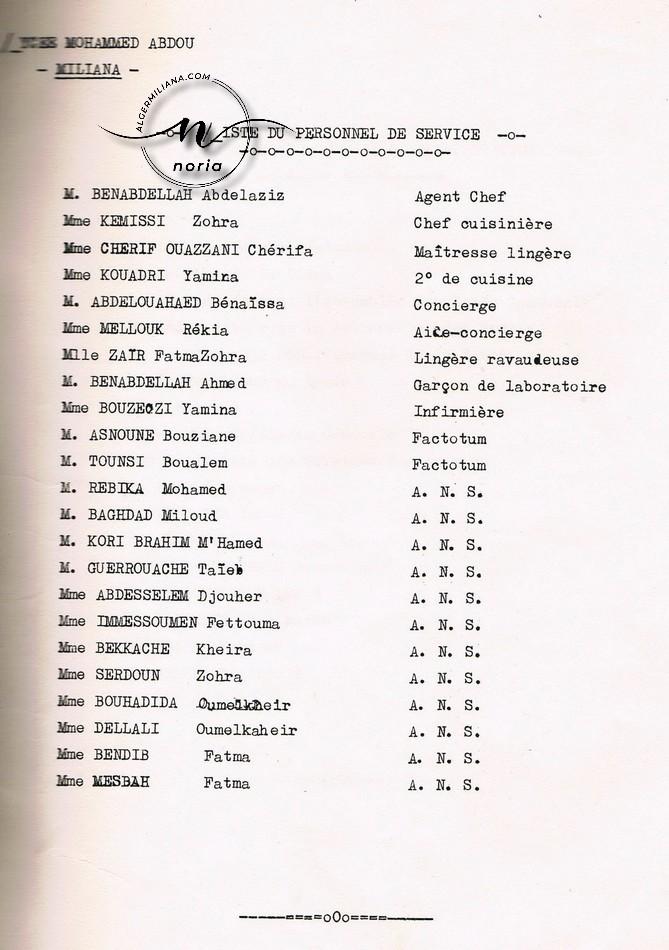 LYCEE MOHAMMED ABDOU
- MILIANA -
ALGERMILIANA.COM
n
noria
-o- LISTE DU PERSONNEL DE SERVICE -o-
-o-o-o-o-o-o-o-o-o-o-o-
M. BENABDELLAH Abdelaziz Agent Chef
Mme KEMISSI Zohra Chef cuisinière
Mme CHERIF OUAZZANI Chérifa Maîtresse lingère
Mme KOUADRI Yamina 2° de cuisine
M. ABDELOUAHAED Bénaïssa Concierge
Mme MELLOUK Rékia Aide-concierge
Mlle ZAÏR FatmaZohra Lingère ravaudeuse
M. BENABDELLAH Ahmed Garçon de laboratoire
Mme Yamina Infirmière
M. ASNOUNE Bouziane Factotum
M. TOUNSI Boualem Factotum
M. REBIKA Mohamed A. N. S.
M. BAGHDAD Miloud A. N. S.
M. KORI BRAHIM M'Hamed A. N. S.
M. GUERROUACHE Taïeb A. N. S.
Mme ABDESSELEM Djouher A. N. S.
Mme IMMESSOUMEN Fettouma A. N. S.
Mme BEKKACHE Kheira A. N. S.
Mme SERDOUN Zohra A. N. S.
Mme BOUHADIDA Oumelkheir A. N. S.
Mme DELLALI Oumelkaheir A. N. S.
Mme BENDIB Fatma A. N. S.
Mme MESBAH Fatma A. N. S.
-----====oOo====-----